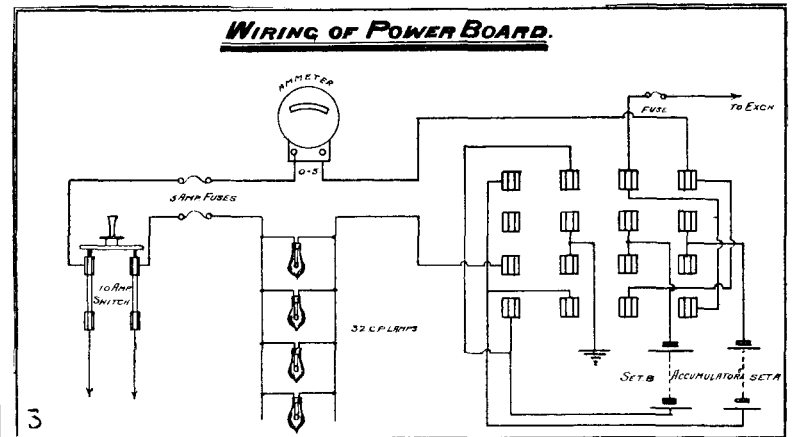 WIRING OF POWER BOARD.
AMMETER
0-5
FUSE
TO EXCH
5 AMP FUSES
10 AMP
SWITCH
32 C.P LAMPS
SET.B ACCUMULATORS SET.A
3